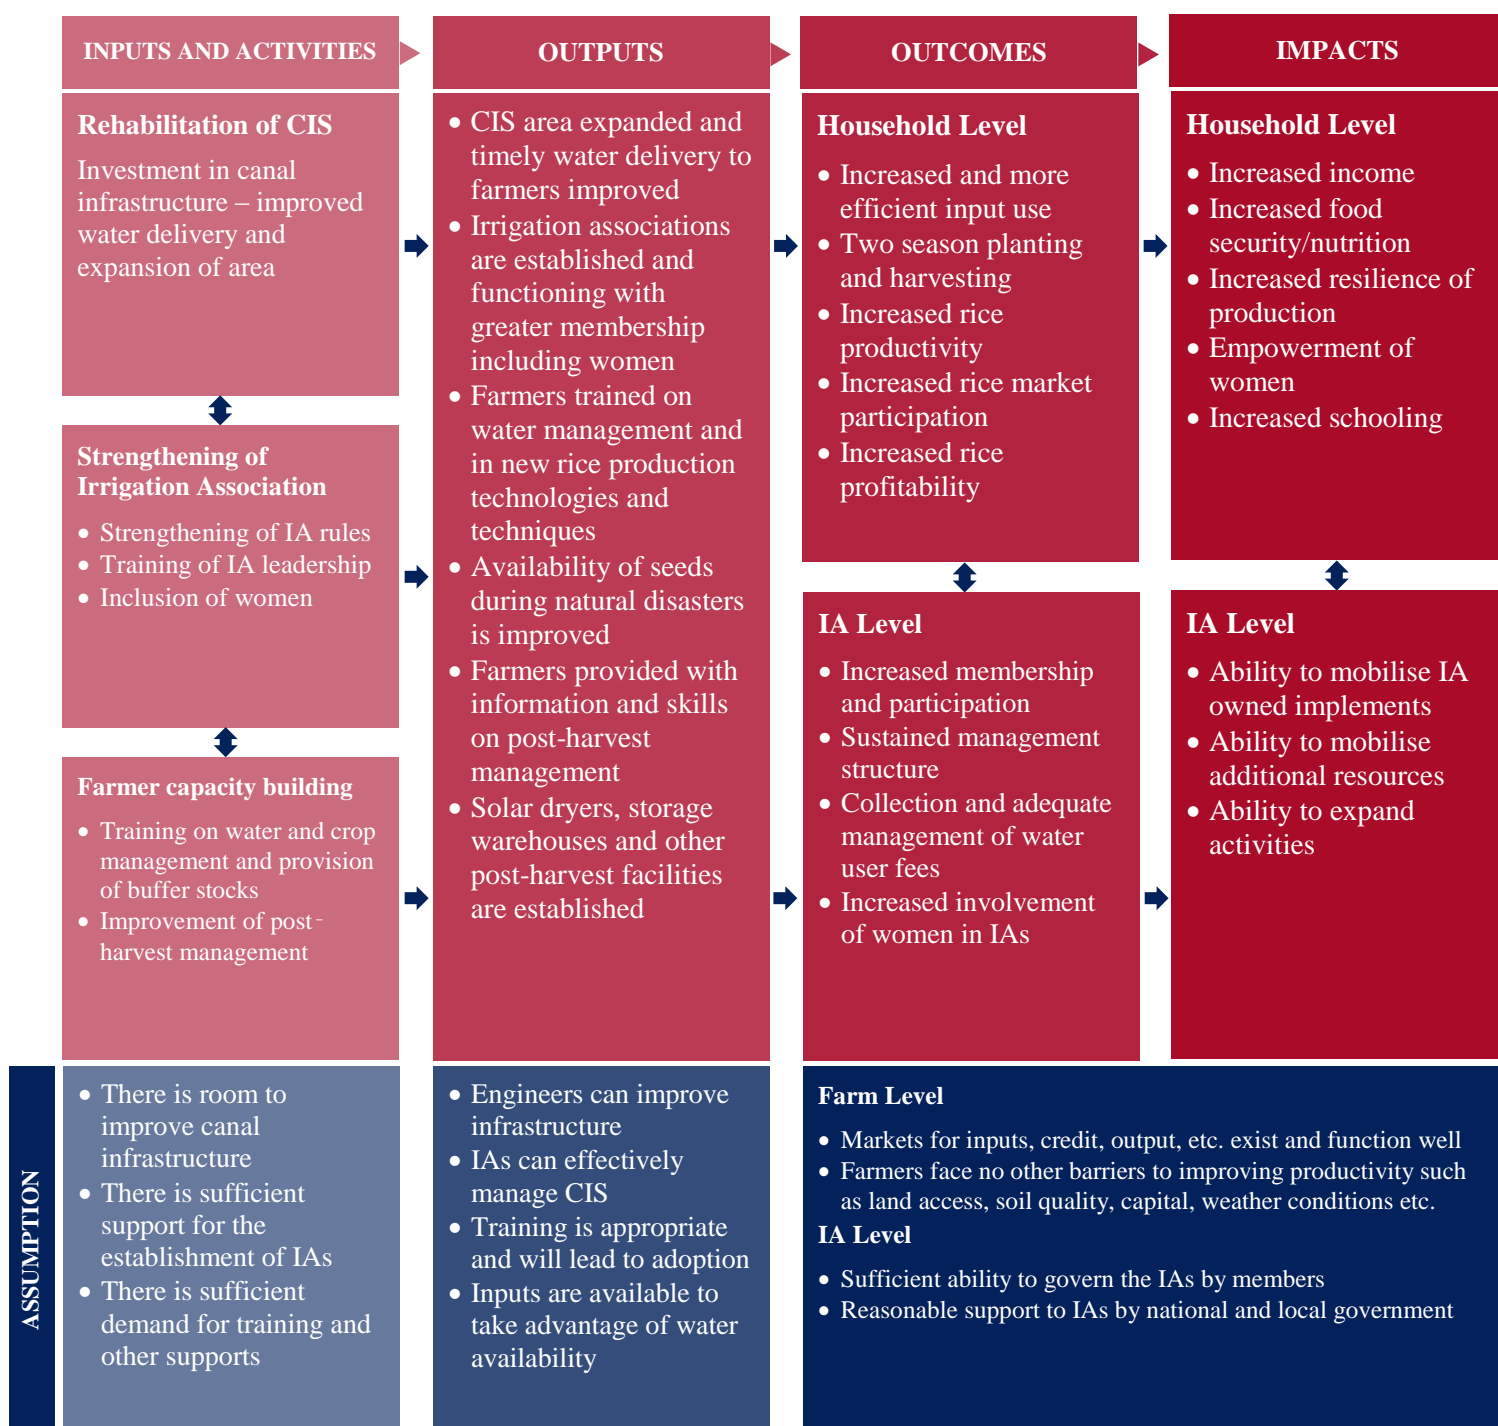 INPUTS AND ACTIVITIES
OUTPUTS
OUTCOMES
IMPACTS
Rehabilitation of CIS
Investment in canal
infrastructure – improved
water delivery and
expansion of area
Strengthening of
Irrigation Association
• Strengthening of IA rules
• Training of IA leadership
• Inclusion of women
Farmer capacity building
• Training on water and crop
management and provision
of buffer stocks
• Improvement of post-
harvest management
• CIS area expanded and
timely water delivery to
farmers improved
• Irrigation associations
are established and
functioning with
greater membership
including women
• Farmers trained on
water management and
in new rice production
technologies and
techniques
• Availability of seeds
during natural disasters
is improved
• Farmers provided with
information and skills
on post-harvest
management
• Solar dryers, storage
warehouses and other
post-harvest facilities
are established
Household Level
• Increased and more
efficient input use
• Two season planting
and harvesting
• Increased rice
productivity
• Increased rice market
participation
• Increased rice
profitability
IA Level
• Increased membership
and participation
• Sustained management
structure
• Collection and adequate
management of water
user fees
• Increased involvement
of women in IAs
Household Level
• Increased income
• Increased food
security/nutrition
• Increased resilience of
production
• Empowerment of
women
• Increased schooling
IA Level
• Ability to mobilise IA
owned implements
• Ability to mobilise
additional resources
• Ability to expand
activities
ASSUMPTION
• There is room to
improve canal
infrastructure
• There is sufficient
support for the
establishment of IAs
• There is sufficient
demand for training and
other supports
• Engineers can improve
infrastructure
• IAs can effectively
manage CIS
• Training is appropriate
and will lead to adoption
• Inputs are available to
take advantage of water
availability
Farm Level
• Markets for inputs, credit, output, etc. exist and function well
• Farmers face no other barriers to improving productivity such
as land access, soil quality, capital, weather conditions etc.
IA Level
• Sufficient ability to govern the IAs by members
• Reasonable support to IAs by national and local government